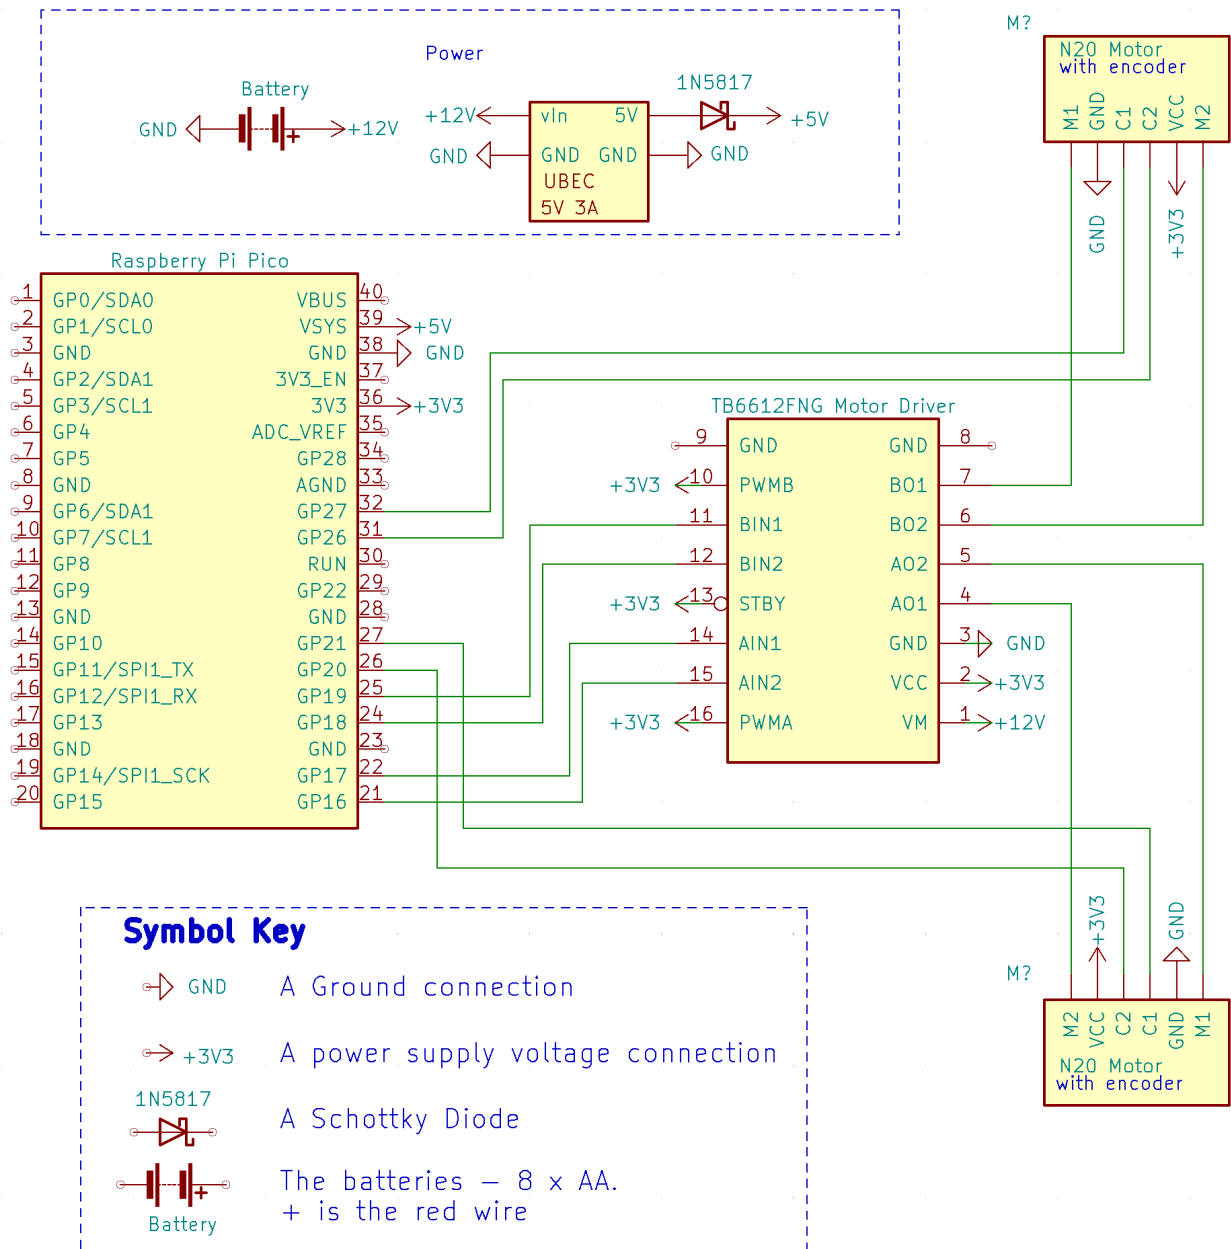 Power
Battery
GND
+12V
+12V
GND
vIn
5V
GND
GND
UBEC
5V 3A
1N5817
+5V
GND
M?
N20 Motor
with encoder
M1
GND
C1
C2
VCC
M2
GND
+3V3
Raspberry Pi Pico
1 GP0/SDA0
2 GP1/SCL0
3 GND
4 GP2/SDA1
5 GP3/SCL1
6 GP4
7 GP5
8 GND
9 GP6/SDA1
10 GP7/SCL1
11 GP8
12 GP9
13 GND
14 GP10
15 GP11/SPI1_TX
16 GP12/SPI1_RX
17 GP13
18 GND
19 GP14/SPI1_SCK
20 GP15
VBUS 40
VSYS 39 +5V
GND 38 GND
3V3_EN 37
3V3 36 +3V3
ADC_VREF 35
GP28 34
AGND 33
GP27 32
GP26 31
RUN 30
GP22 29
GND 28
GP21 27
GP20 26
GP19 25
GP18 24
GND 23
GP17 22
GP16 21
TB6612FNG Motor Driver
9 GND
+3V3 10 PWMB
11 BIN1
12 BIN2
+3V3 13 STBY
14 AIN1
15 AIN2
+3V3 16 PWMA
GND 8
BO1 7
BO2 6
AO2 5
AO1 4
GND 3 GND
VCC 2 +3V3
VM 1 +12V
+3V3
GND
M?
M2
VCC
C2
C1
GND
M1
N20 Motor
with encoder
Symbol Key
GND A Ground connection
+3V3 A power supply voltage connection
1N5817
A Schottky Diode
The batteries – 8 x AA.
+ is the red wire
Battery